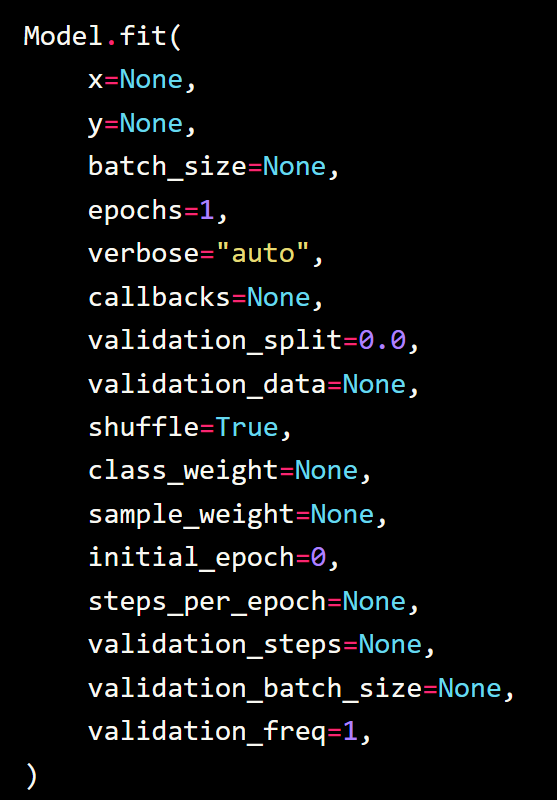 Model.fit(
    x=None,
    y=None,
    batch_size=None,
    epochs=1,
    verbose="auto",
    callbacks=None,
    validation_split=0.0,
    validation_data=None,
    shuffle=True,
    class_weight=None,
    sample_weight=None,
    initial_epoch=0,
    steps_per_epoch=None,
    validation_steps=None,
    validation_batch_size=None,
    validation_freq=1,
)